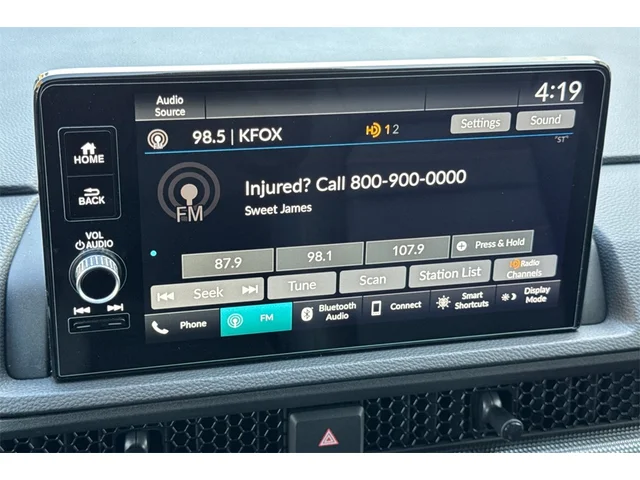 Audio
Source
4:19
98.5 | KFOX
HD 1 2
Settings
Sound
"ST"
HOME
BACK
VOL
AUDIO
FM
Injured? Call 800-900-0000
Sweet James
87.9
98.1
107.9
Press & Hold
Seek
Tune
Scan
Station List
HD Radio
Channels
Phone
FM
Bluetooth
Audio
Connect
Smart
Shortcuts
Display
Mode